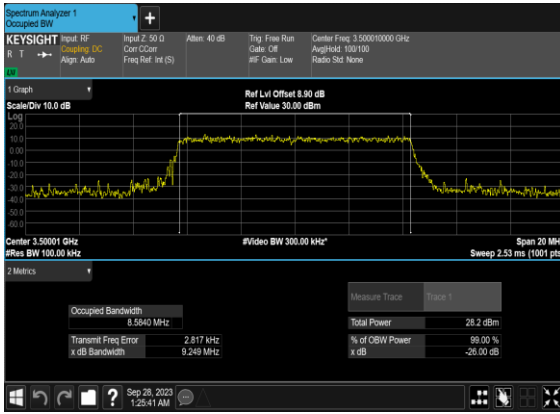 Spectrum Analyzer 1
Occupied BW
+
KEYSIGHT
R T
LNI
Input: RF
Coupling: DC
Align: Auto
Input Z: 50 Ω
Corr CCorr
Freq Ref: Int (S)
Atten: 40 dB
Trig: Free Run
Gate: Off
#IF Gain: Low
Center Freq: 3.500010000 GHz
Avg|Hold: 100/100
Radio Std: None
1 Graph
Scale/Div 10.0 dB
Ref Lvl Offset 8.90 dB
Ref Value 30.00 dBm
Log
20.0
10.0
0.00
-10.0
-20.0
-30.0
-40.0
-50.0
-60.0
Center 3.50001 GHz
#Res BW 100.00 kHz
#Video BW 300.00 kHz*
Span 20 MH
Sweep 2.53 ms (1001 pts
2 Metrics
Measure Trace
Trace 1
Occupied Bandwidth
8.5840 MHz
Total Power
28.2 dBm
Transmit Freq Error
2.817 kHz
% of OBW Power
99.00 %
x dB Bandwidth
9.249 MHz
x dB
-26.00 dB
?
Sep 28, 2023
1:25:41 AM